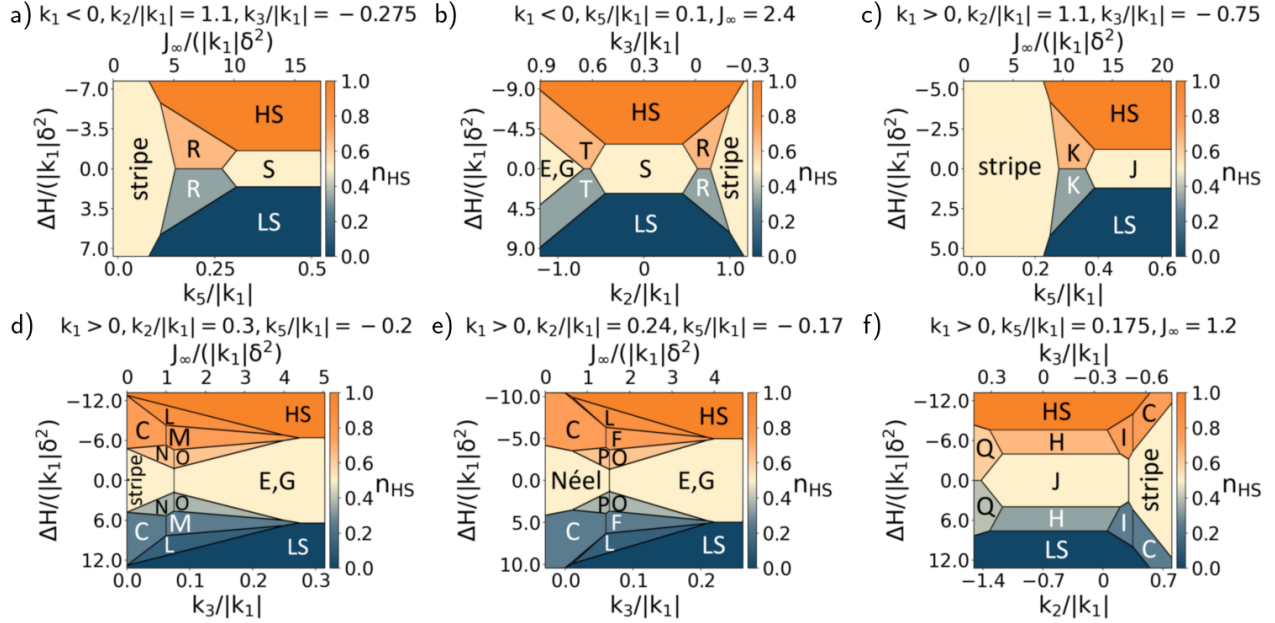 a) k₁ < 0, k₂/|k₁| = 1.1, k₃/|k₁| = − 0.275
J∞/(|k₁|δ²)
0 5 10 15
ΔH/(|k₁|δ²)
−7.0
−3.5
0.0
3.5
7.0
stripe
HS
R
S
R
LS
0.0 0.25 0.5
k₅/|k₁|
1.0
0.8
0.6
0.4
0.2
0.0
nHS
b) k₁ < 0, k₅/|k₁| = 0.1, J∞ = 2.4
k₃/|k₁|
0.9 0.6 0.3 0 −0.3
ΔH/(|k₁|δ²)
−9.0
−4.5
0.0
4.5
9.0
HS
T R
E,G S stripe
T R
LS
−1.0 0 1.0
k₂/|k₁|
1.0
0.8
0.6
0.4
0.2
0.0
nHS
c) k₁ > 0, k₂/|k₁| = 1.1, k₃/|k₁| = − 0.75
J∞/(|k₁|δ²)
0 5 10 15 20
ΔH/(|k₁|δ²)
−5.0
−2.5
0.0
2.5
5.0
HS
K
stripe J
K
LS
0.0 0.2 0.4 0.6
k₅/|k₁|
1.0
0.8
0.6
0.4
0.2
0.0
nHS
d) k₁ > 0, k₂/|k₁| = 0.3, k₅/|k₁| = − 0.2
J∞/(|k₁|δ²)
0 1 2 3 4 5
ΔH/(|k₁|δ²)
−12.0
−6.0
0.0
6.0
12.0
L HS
C M
N O
stripe E,G
N O
C M
L LS
0.0 0.1 0.2 0.3
k₃/|k₁|
1.0
0.8
0.6
0.4
0.2
0.0
nHS
e) k₁ > 0, k₂/|k₁| = 0.24, k₅/|k₁| = − 0.17
J∞/(|k₁|δ²)
0 2 4
ΔH/(|k₁|δ²)
−10.0
−5.0
0.0
5.0
10.0
L HS
C F
P O
Néel E,G
P O
C F
L LS
0.0 0.1 0.2
k₃/|k₁|
1.0
0.8
0.6
0.4
0.2
0.0
nHS
f) k₁ > 0, k₅/|k₁| = 0.175, J∞ = 1.2
k₃/|k₁|
0.3 0 −0.3 −0.6
ΔH/(|k₁|δ²)
−12.0
−6.0
0.0
6.0
12.0
HS C
Q H I
J stripe
Q H I
LS C
−1.4 −0.7 0 0.7
k₂/|k₁|
1.0
0.8
0.6
0.4
0.2
0.0
nHS